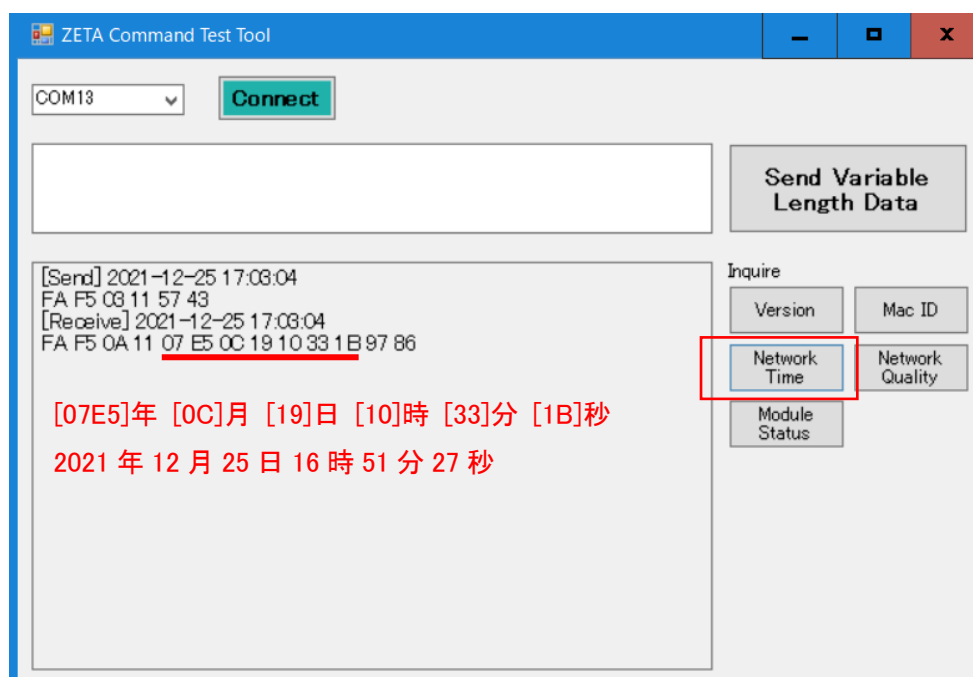 ZETA Command Test Tool
COM13
Connect
Send Variable
Length Data
[Send] 2021-12-25 17:03:04
FA F5 03 11 57 43
[Receive] 2021-12-25 17:03:04
FA F5 0A 11 07 E5 0C 19 10 33 1B 97 86
[07E5]年 [0C]月 [19]日 [10]時 [33]分 [1B]秒
2021 年 12 月 25 日 16 時 51 分 27 秒
Inquire
Version
Mac ID
Network
Time
Network
Quality
Module
Status